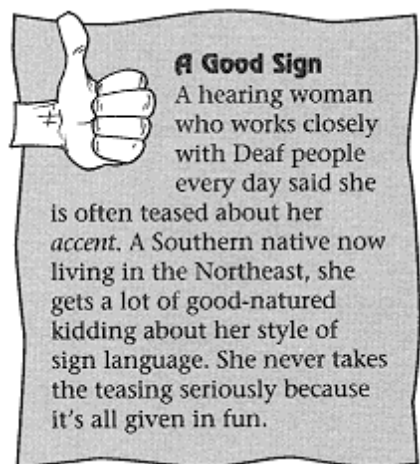 A Good Sign
A hearing woman
who works closely
with Deaf people
every day said she
is often teased about her
accent. A Southern native now
living in the Northeast, she
gets a lot of good-natured
kidding about her style of
sign language. She never takes
the teasing seriously because
it's all given in fun.